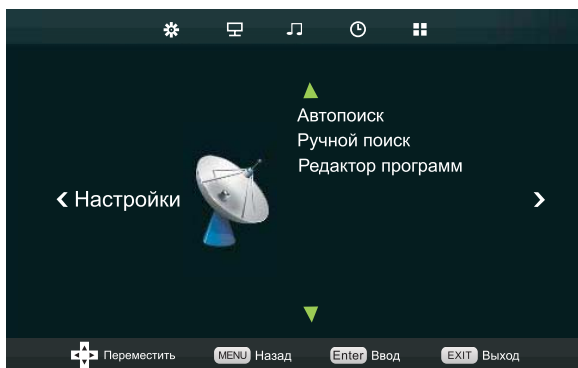 Автопоиск
Ручной поиск
Редактор программ
Настройки
Переместить MENU Назад Enter Ввод EXIT Выход